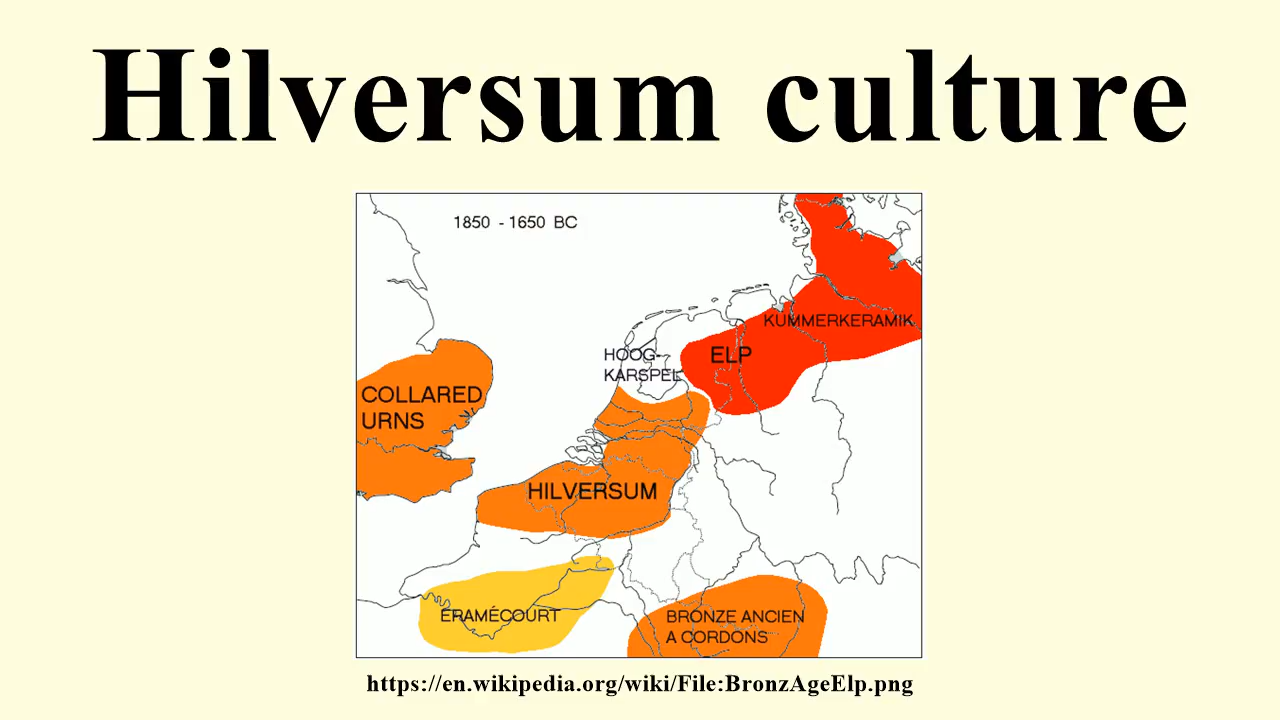 Hilversum culture
1850 - 1650 BC
KUMMERKERAMIK
HOOG-
KARSPEL
ELP
COLLARED
URNS
HILVERSUM
ÉRAMÉCOURT
BRONZE ANCIEN
A CORDONS
https://en.wikipedia.org/wiki/File:BronzAgeElp.png